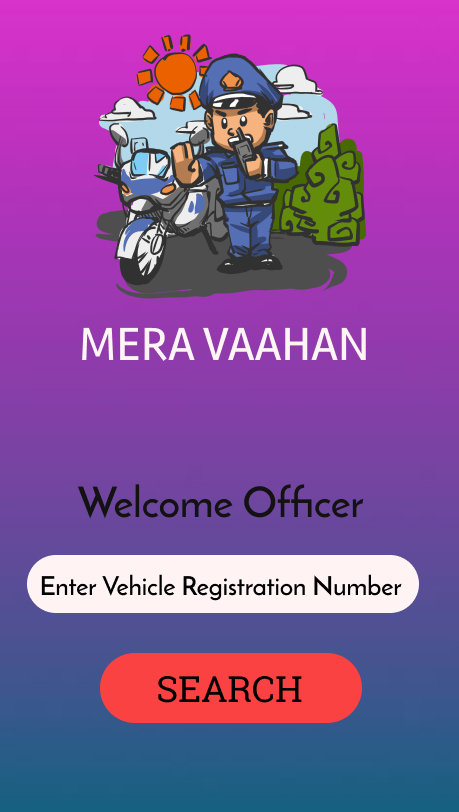 MERA VAAHAN
Welcome Officer
Enter Vehicle Registration Number
SEARCH